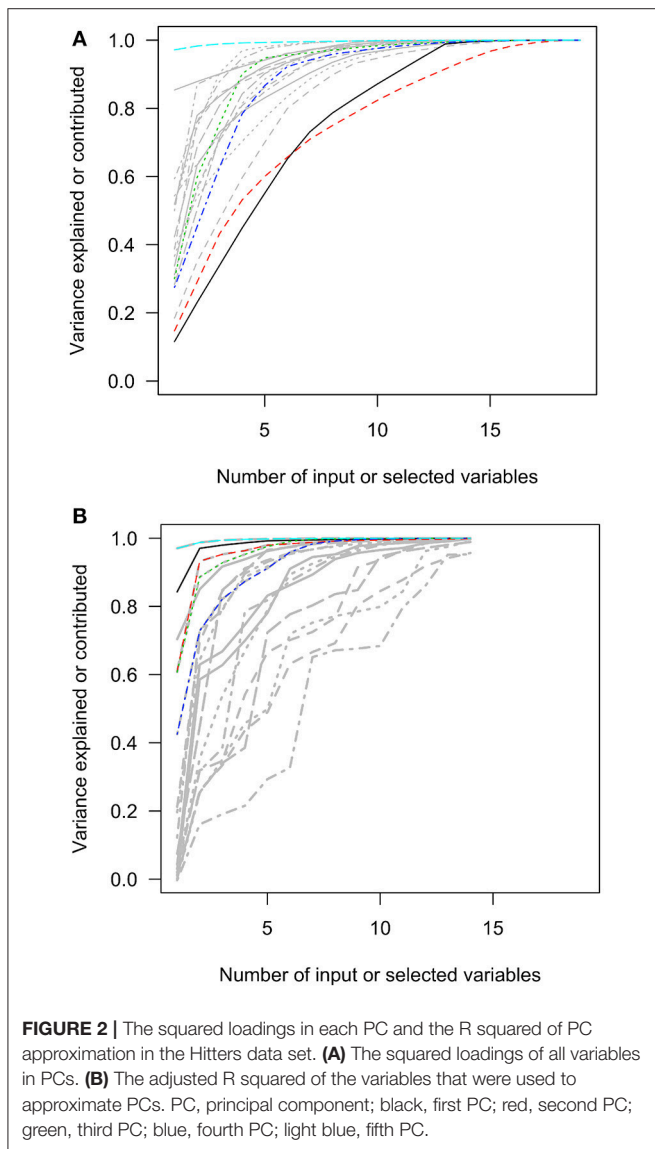 A
Variance explained or contributed
1.0
0.8
0.6
0.4
0.2
0.0
5
10
15
Number of input or selected variables
B
Variance explained or contributed
1.0
0.8
0.6
0.4
0.2
0.0
5
10
15
Number of input or selected variables
FIGURE 2 | The squared loadings in each PC and the R squared of PC
approximation in the Hitters data set. (A) The squared loadings of all variables
in PCs. (B) The adjusted R squared of the variables that were used to
approximate PCs. PC, principal component; black, first PC; red, second PC;
green, third PC; blue, fourth PC; light blue, fifth PC.